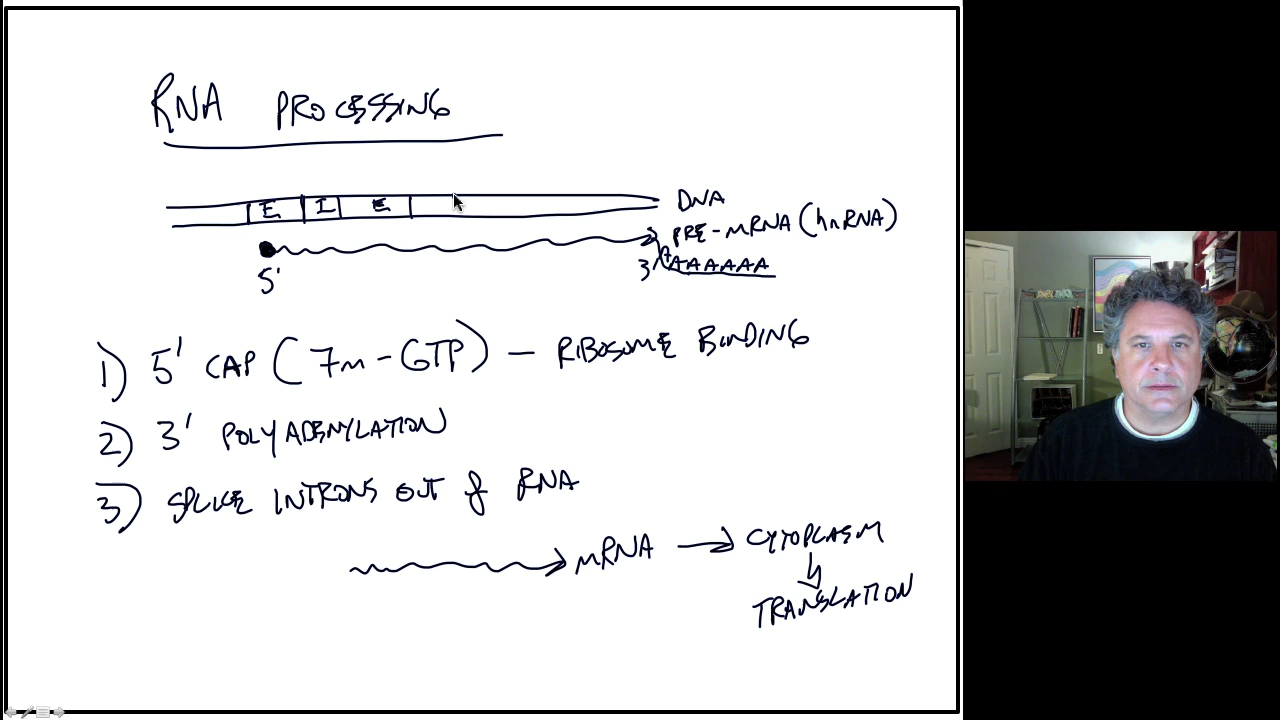 RNA PROCESSING
E I E
DNA
PRE-mRNA (hnRNA)
5' 3' AAAAAAA
1) 5' CAP (7m-GTP) - RIBOSOME BINDING
2) 3' POLYADENYLATION
3) SPLICE INTRONS OUT OF RNA
mRNA → CYTOPLASM
TRANSLATION